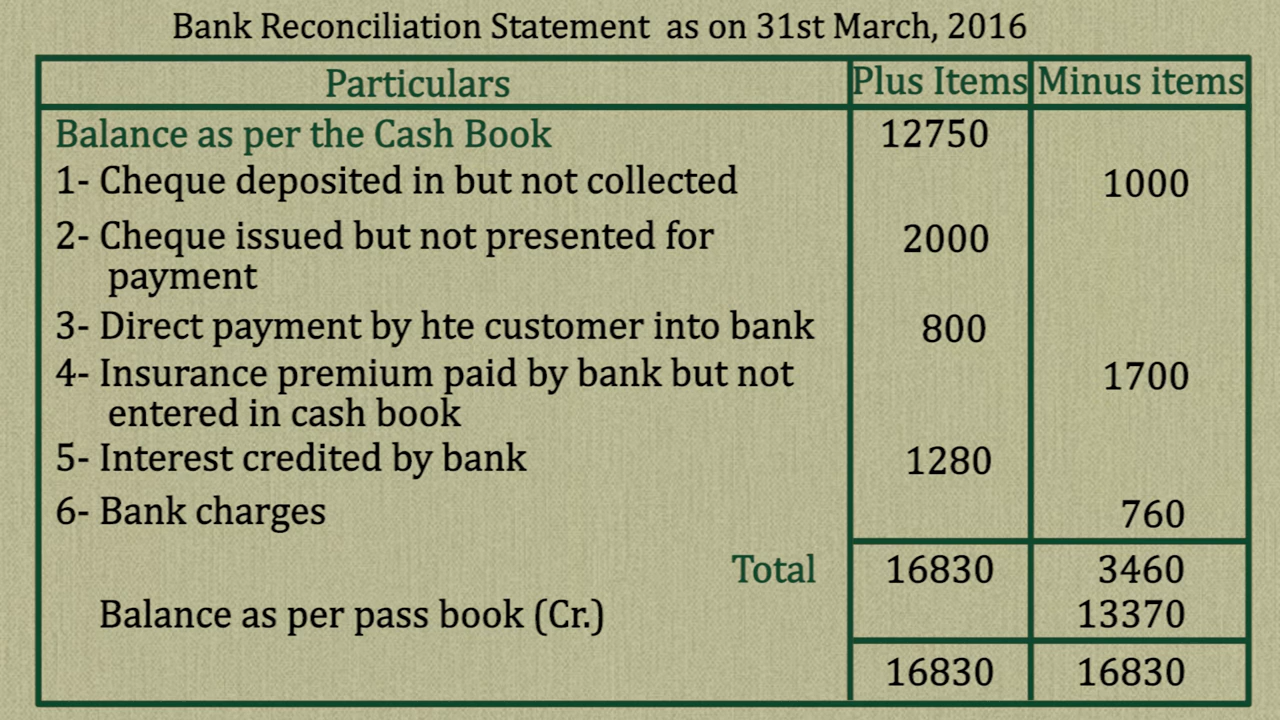 Bank Reconciliation Statement as on 31st March, 2016
Particulars Plus Items Minus items
Balance as per the Cash Book 12750
1- Cheque deposited in but not collected 1000
2- Cheque issued but not presented for 2000
payment
3- Direct payment by hte customer into bank 800
4- Insurance premium paid by bank but not 1700
entered in cash book
5- Interest credited by bank 1280
6- Bank charges 760
Total 16830 3460
Balance as per pass book (Cr.) 13370
16830 16830